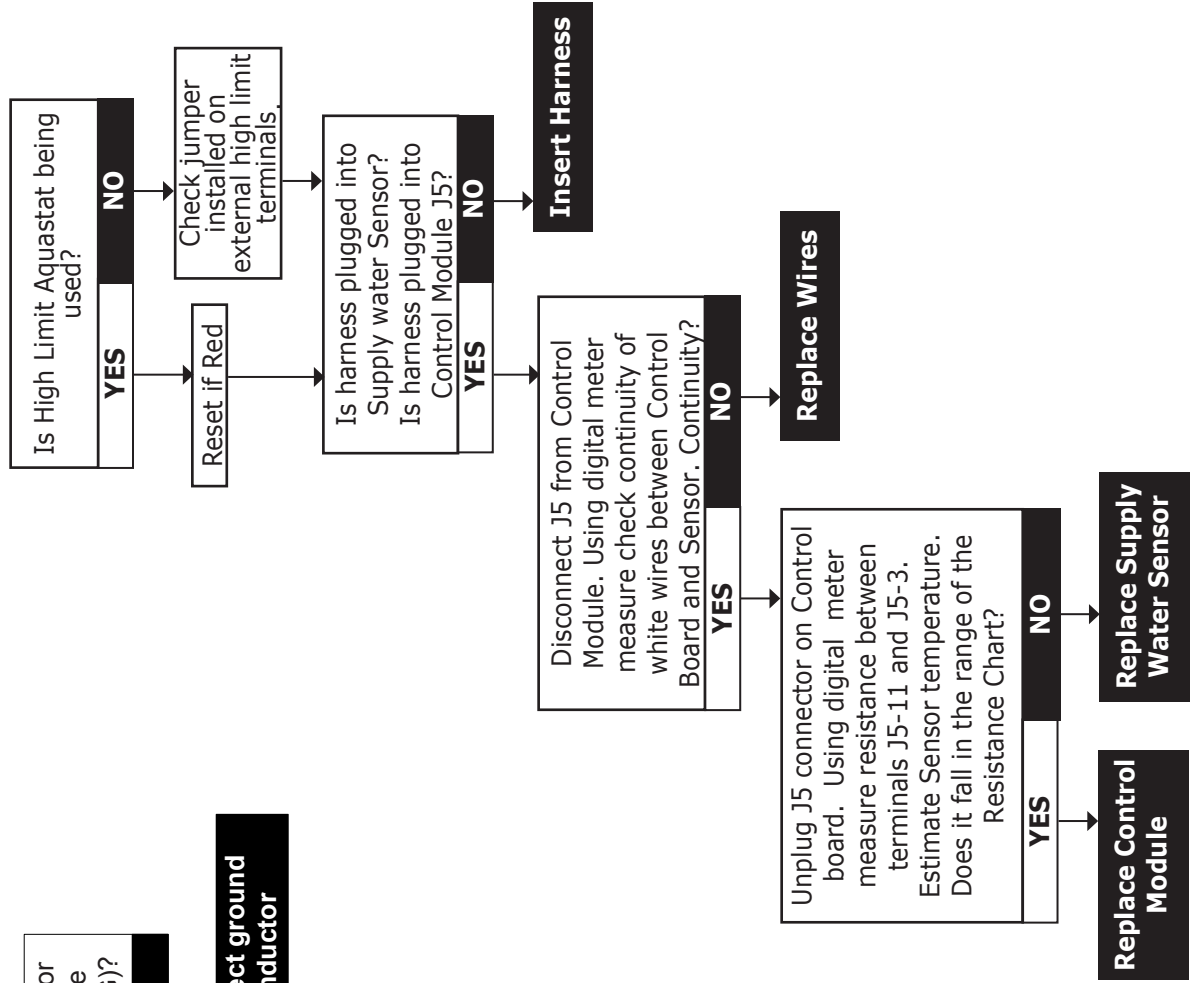 Is High Limit Aquastat being
used?
YES
NO
Reset if Red
Check jumper
installed on
external high limit
terminals.
Is harness plugged into
Supply water Sensor?
Is harness plugged into
Control Module J5?
YES
NO
Insert Harness
Disconnect J5 from Control
Module. Using digital meter
measure check continuity of
white wires between Control
Board and Sensor. Continuity?
YES
NO
Replace Wires
Unplug J5 connector on Control
board. Using digital meter
measure resistance between
terminals J5-11 and J5-3.
Estimate Sensor temperature.
Does it fall in the range of the
Resistance Chart?
YES
NO
Replace Control
Module
Replace Supply
Water Sensor
or
e
)?
ect ground
nductor